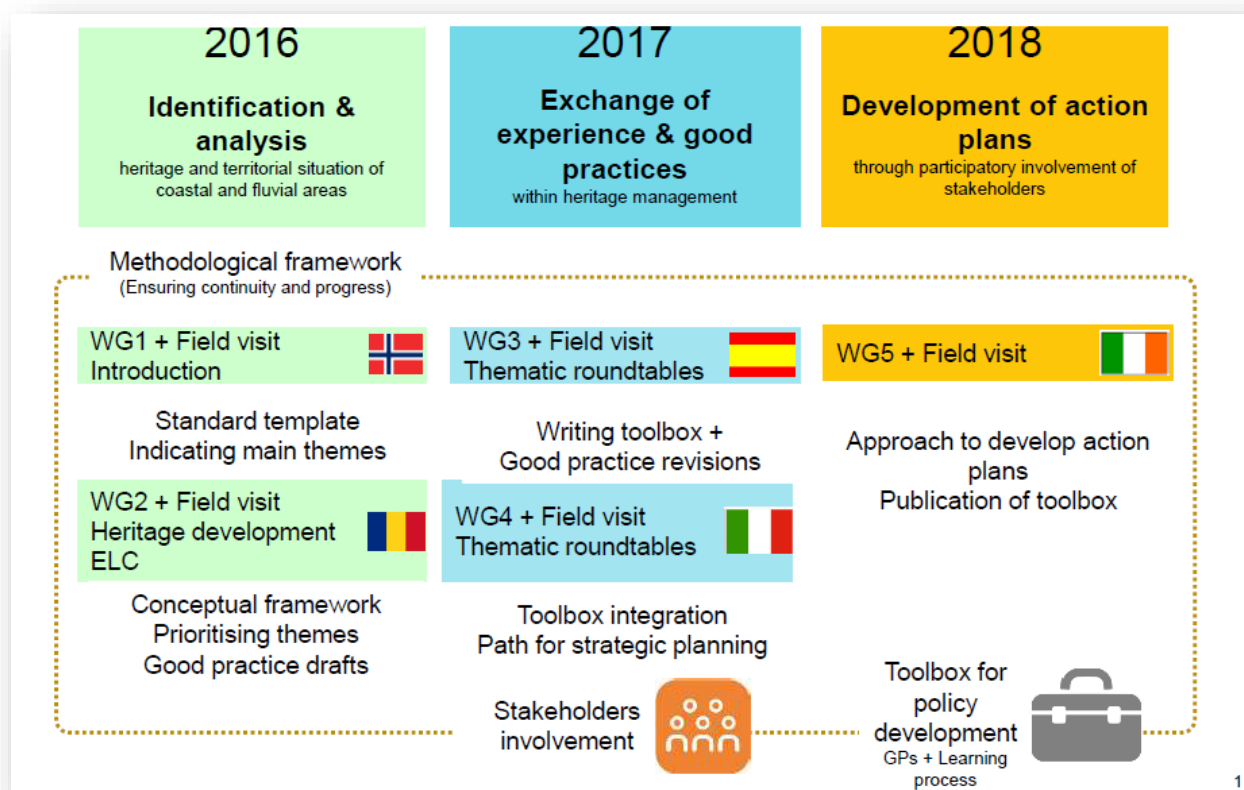 2016
Identification &
analysis
heritage and territorial situation of
coastal and fluvial areas
2017
Exchange of
experience & good
practices
within heritage management
2018
Development of action
plans
through participatory involvement of
stakeholders
Methodological framework
(Ensuring continuity and progress)
WG1 + Field visit
Introduction
Standard template
Indicating main themes
WG2 + Field visit
Heritage development
ELC
Conceptual framework
Prioritising themes
Good practice drafts
WG3 + Field visit
Thematic roundtables
Writing toolbox +
Good practice revisions
WG4 + Field visit
Thematic roundtables
Toolbox integration
Path for strategic planning
Stakeholders
involvement
WG5 + Field visit
Approach to develop action
plans
Publication of toolbox
Toolbox for
policy
development
GPs + Learning
process
1